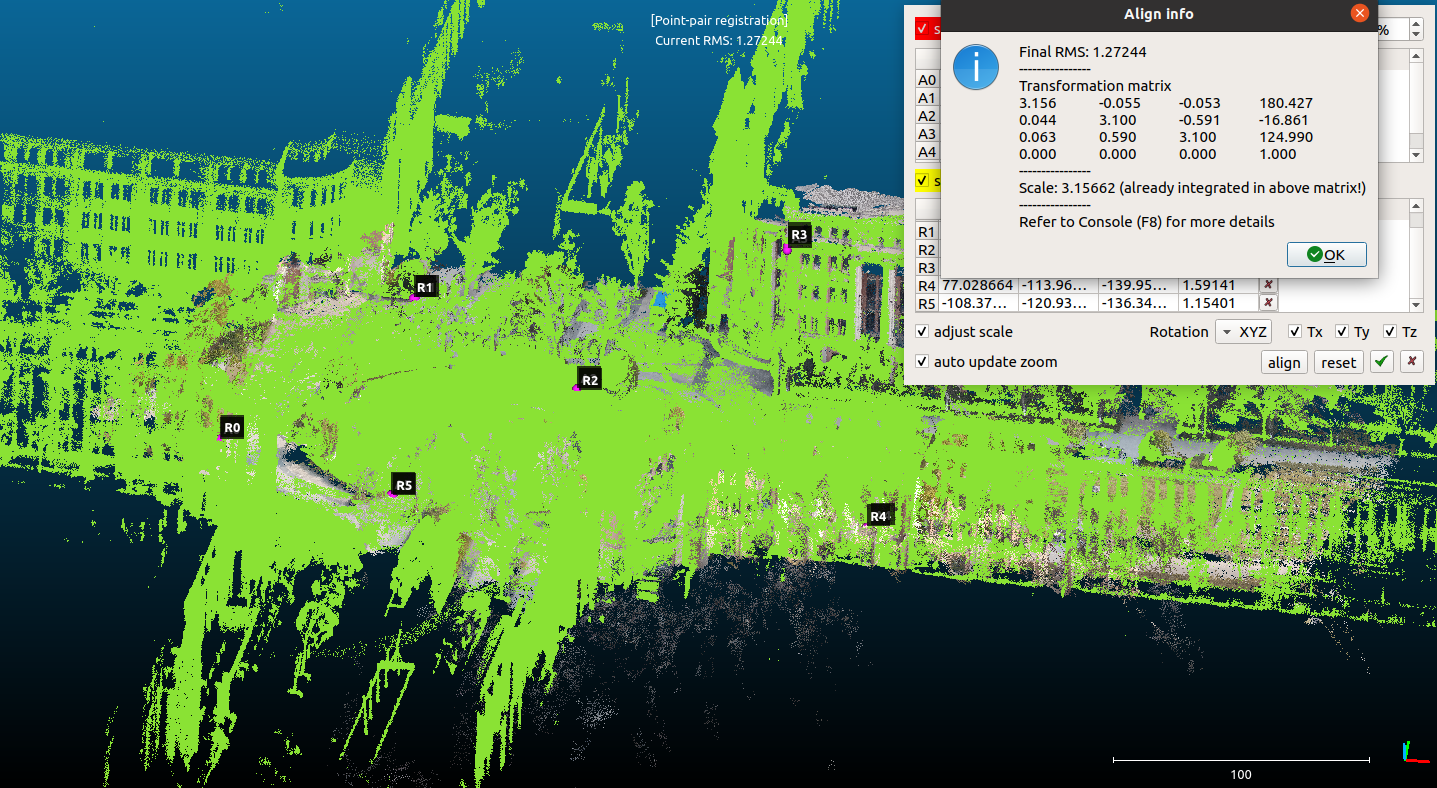 [Point-pair registration]
Current RMS: 1.27244
Align info
s
%
Final RMS: 1.27244
----------------
Transformation matrix
3.156 -0.055 -0.053 180.427
0.044 3.100 -0.591 -16.861
0.063 0.590 3.100 124.990
0.000 0.000 0.000 1.000
----------------
Scale: 3.15662 (already integrated in above matrix!)
----------------
Refer to Console (F8) for more details
OK
A0
A1
A2
A3
A4
s
R1
R2
R3
R4 77.028664 -113.96... -139.95... 1.59141
R5 -108.37... -120.93... -136.34... 1.15401
adjust scale Rotation XYZ Tx Ty Tz
auto update zoom align reset
R3
R1
R2
R0
R5
R4
100